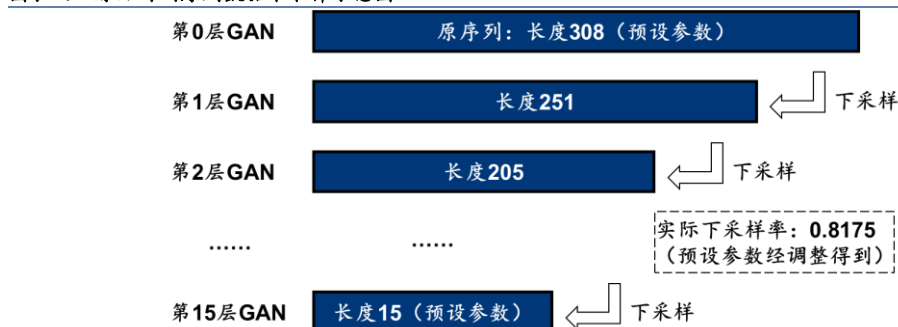 第0层GAN
原序列：长度308（预设参数）
第1层GAN
长度251
下采样
第2层GAN
长度205
下采样
......
......
实际下采样率：0.8175
（预设参数经调整得到）
第15层GAN
长度15（预设参数）
下采样